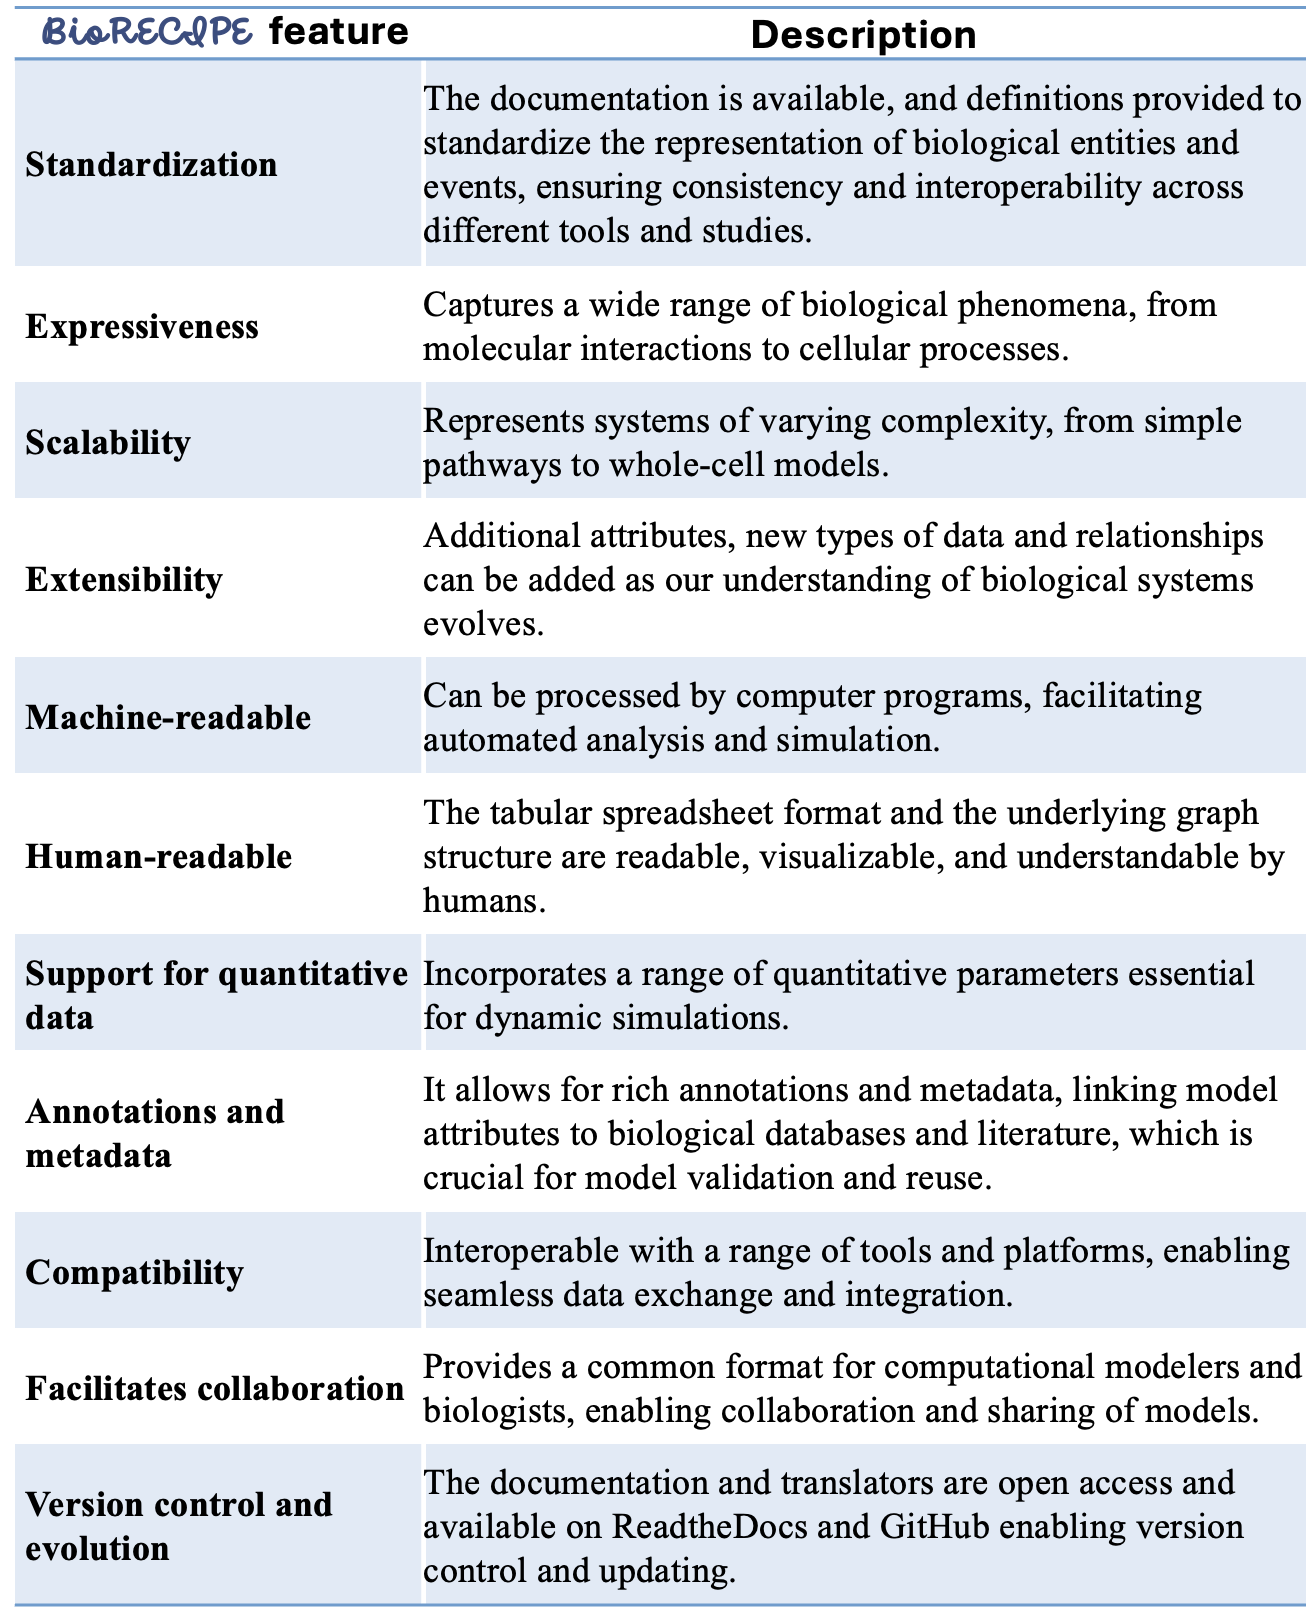 BioRECIPE feature Description
Standardization
The documentation is available, and definitions provided to
standardize the representation of biological entities and
events, ensuring consistency and interoperability across
different tools and studies.
Expressiveness
Captures a wide range of biological phenomena, from
molecular interactions to cellular processes.
Scalability
Represents systems of varying complexity, from simple
pathways to whole-cell models.
Extensibility
Additional attributes, new types of data and relationships
can be added as our understanding of biological systems
evolves.
Machine-readable
Can be processed by computer programs, facilitating
automated analysis and simulation.
Human-readable
The tabular spreadsheet format and the underlying graph
structure are readable, visualizable, and understandable by
humans.
Support for quantitative
data
Incorporates a range of quantitative parameters essential
for dynamic simulations.
Annotations and
metadata
It allows for rich annotations and metadata, linking model
attributes to biological databases and literature, which is
crucial for model validation and reuse.
Compatibility
Interoperable with a range of tools and platforms, enabling
seamless data exchange and integration.
Facilitates collaboration
Provides a common format for computational modelers and
biologists, enabling collaboration and sharing of models.
Version control and
evolution
The documentation and translators are open access and
available on ReadtheDocs and GitHub enabling version
control and updating.